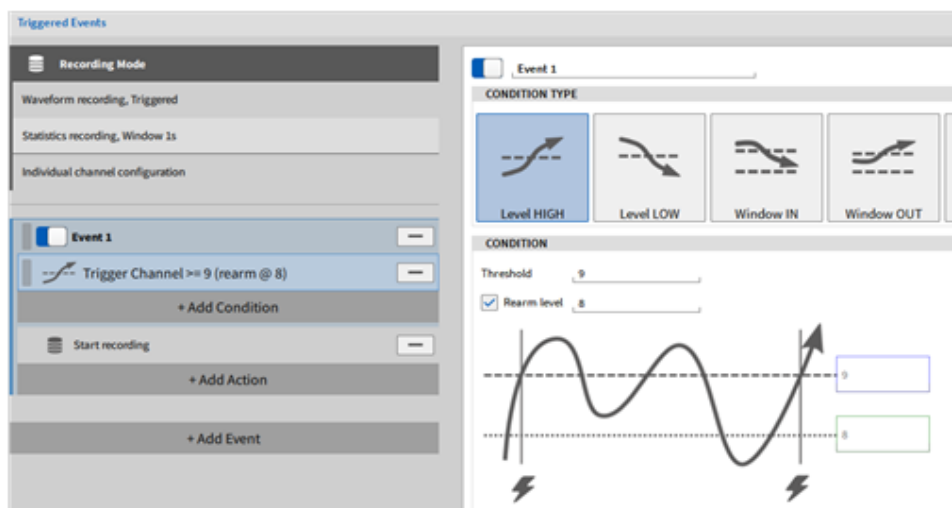 Triggered Events
Recording Mode
Waveform recording, Triggered
Statistics recording, Window 1s
Individual channel configuration
Event 1
Trigger Channel >= 9 (rearm @ 8)
+ Add Condition
Start recording
+ Add Action
+ Add Event
Event 1
CONDITION TYPE
Level HIGH
Level LOW
Window IN
Window OUT
CONDITION
Threshold 9
Rearm level 8
9
8